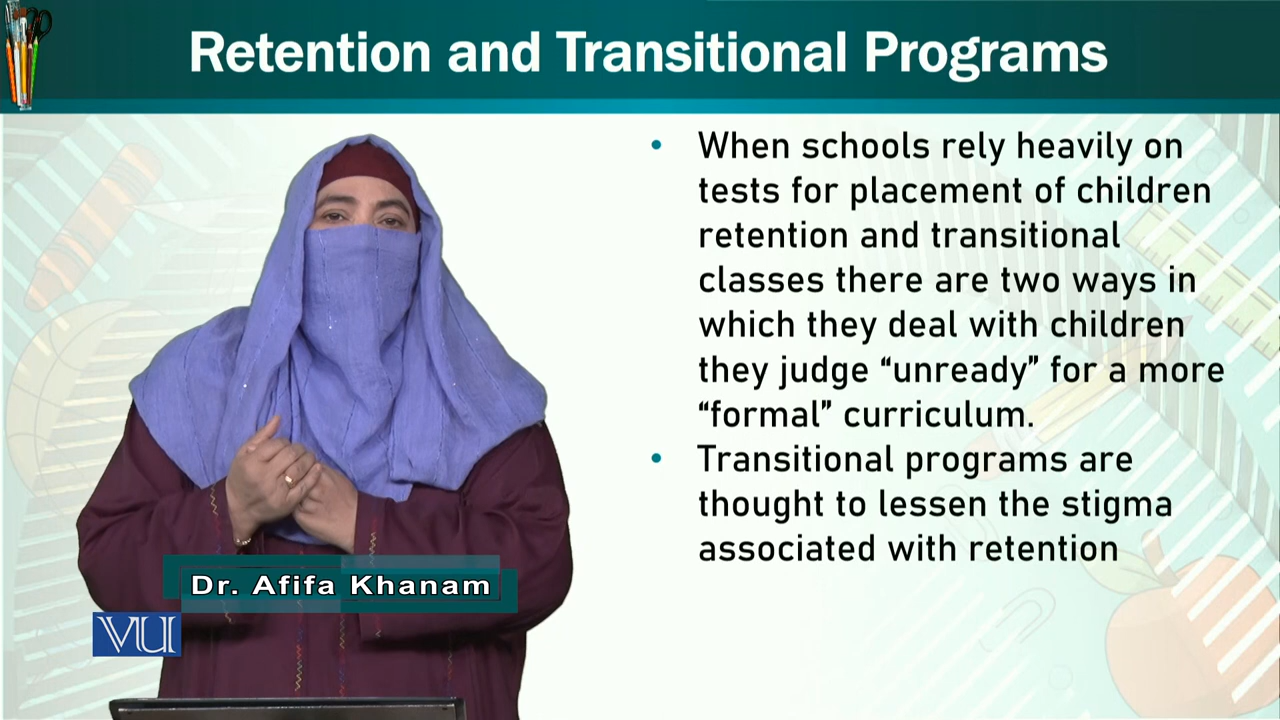 Retention and Transitional Programs
• When schools rely heavily on
tests for placement of children
retention and transitional
classes there are two ways in
which they deal with children
they judge “unready” for a more
“formal” curriculum.
• Transitional programs are
thought to lessen the stigma
associated with retention
Dr. Afifa Khanam
VU